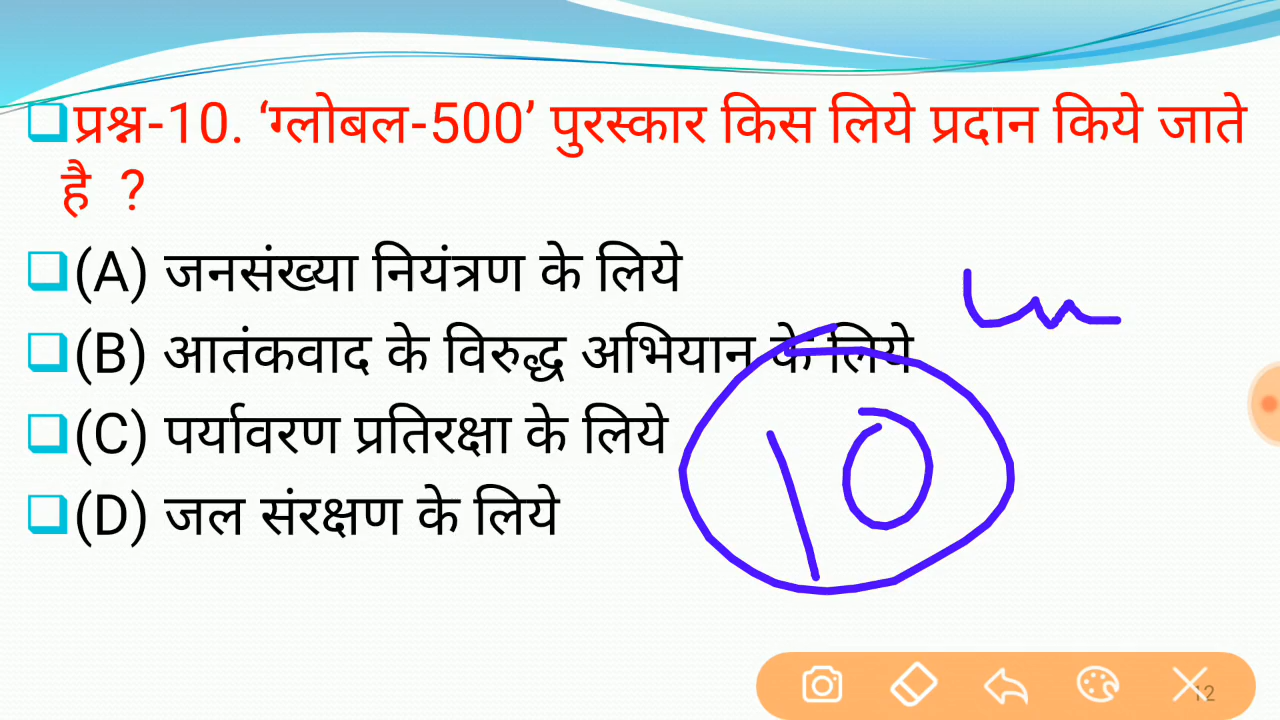 ❑प्रश्न-10. ‘ग्लोबल-500’ पुरस्कार किस लिये प्रदान किये जाते
है ?
❑(A) जनसंख्या नियंत्रण के लिये
❑(B) आतंकवाद के विरुद्ध अभियान के लिये
❑(C) पर्यावरण प्रतिरक्षा के लिये
❑(D) जल संरक्षण के लिये
10
12